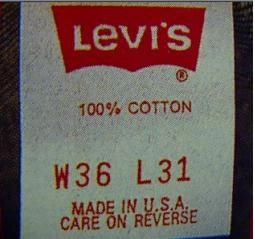 Levi's
®
100% COTTON
W36 L31
MADE IN U.S.A.
CARE ON REVERSE